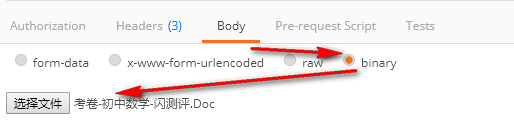 Authorization Headers (3) Body Pre-request Script Tests
form-data x-www-form-urlencoded raw binary
选择文件 考卷-初中数学-闪测评.Doc